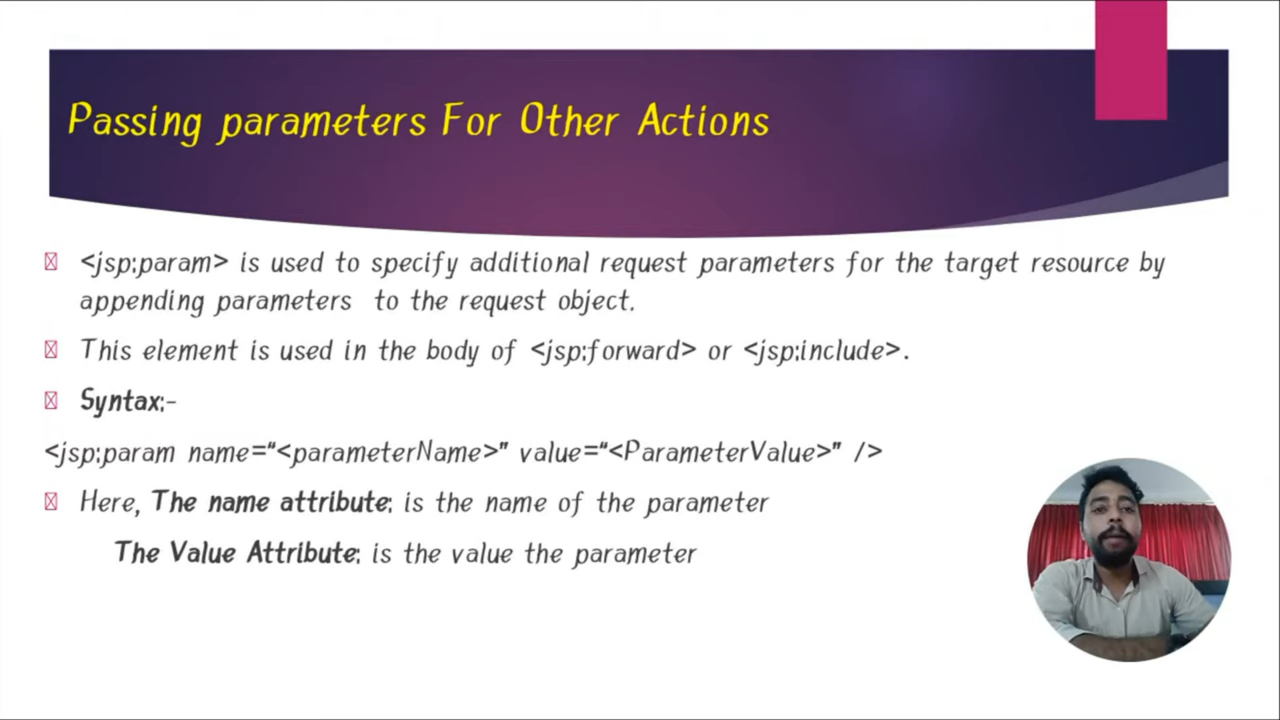 Passing parameters For Other Actions
<jsp:param> is used to specify additional request parameters for the target resource by
appending parameters to the request object.
This element is used in the body of <jsp:forward> or <jsp:include>.
Syntax:-
<jsp:param name=“<parameterName>” value=“<ParameterValue>” />
Here, The name attribute: is the name of the parameter
The Value Attribute: is the value the parameter